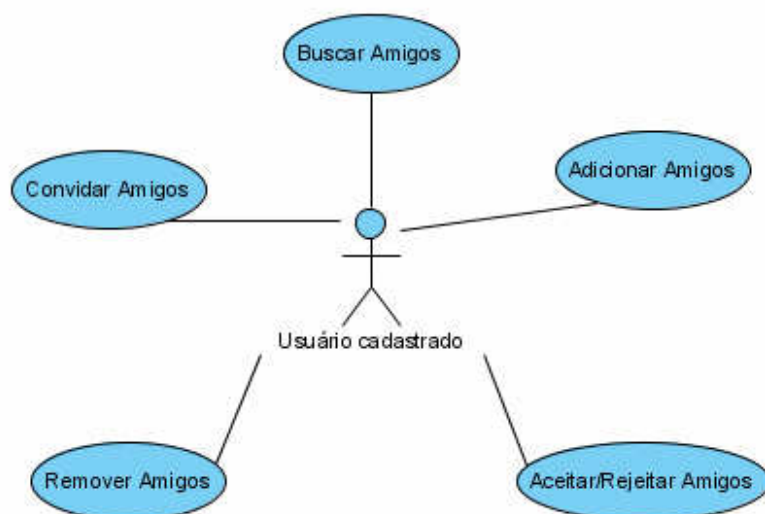 Buscar Amigos
Convidar Amigos
Adicionar Amigos
Usuário cadastrado
Remover Amigos
Aceitar/Rejeitar Amigos